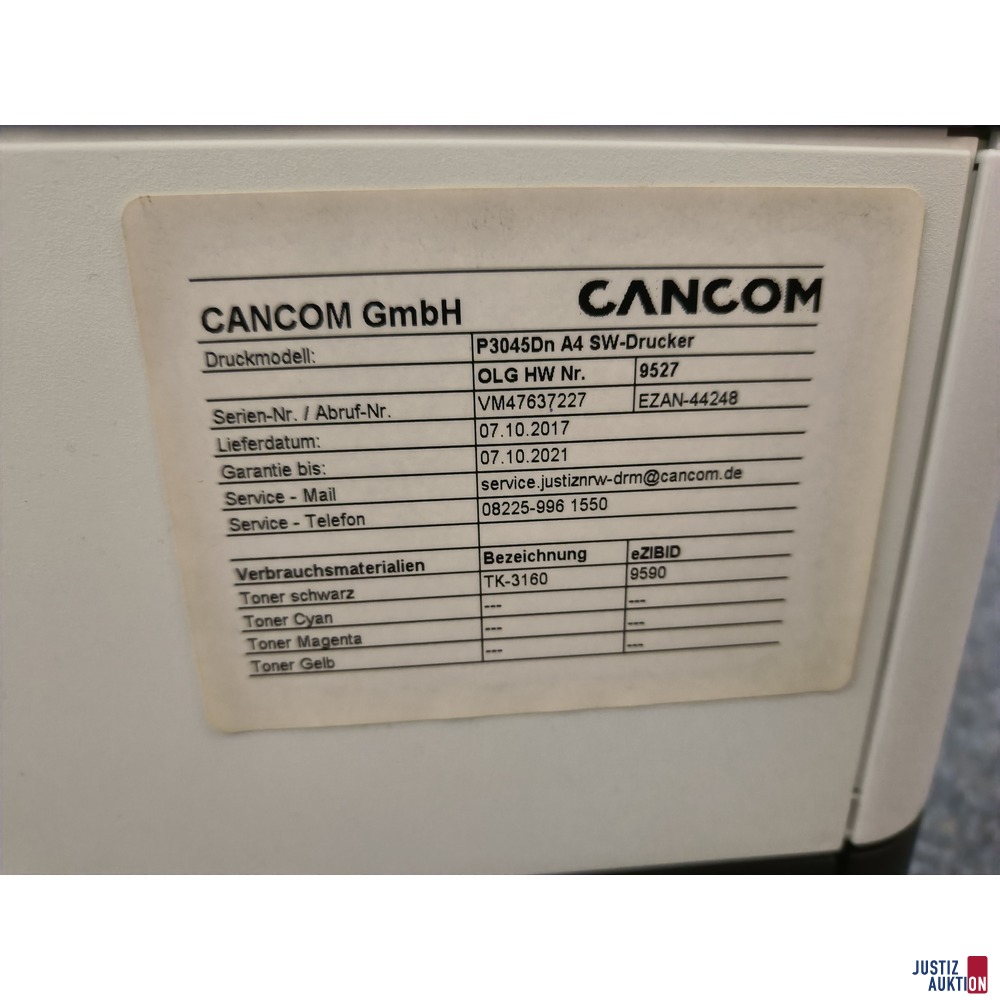 CANCOM GmbH CANCOM
Druckmodell: P3045Dn A4 SW-Drucker
OLG HW Nr. 9527
Serien-Nr. / Abruf-Nr. VM47637227 EZAN-44248
Lieferdatum: 07.10.2017
Garantie bis: 07.10.2021
Service - Mail service.justiznrw-drm@cancom.de
Service - Telefon 08225-996 1550
Verbrauchsmaterialien Bezeichnung eZIBID
Toner schwarz TK-3160 9590
Toner Cyan --- ---
Toner Magenta --- ---
Toner Gelb --- ---
JUSTIZ
AUKTION